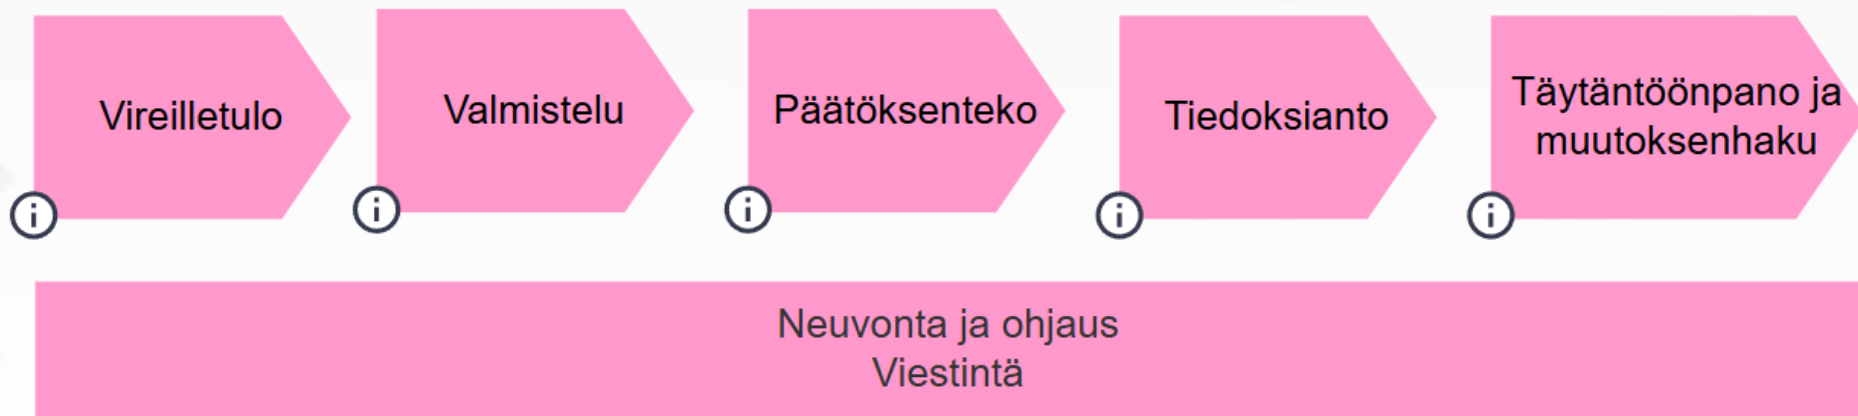 Vireilletulo
Valmistelu
Päätöksenteko
Tiedoksianto
Täytäntöönpano ja
muutoksenhaku
Neuvonta ja ohjaus
Viestintä